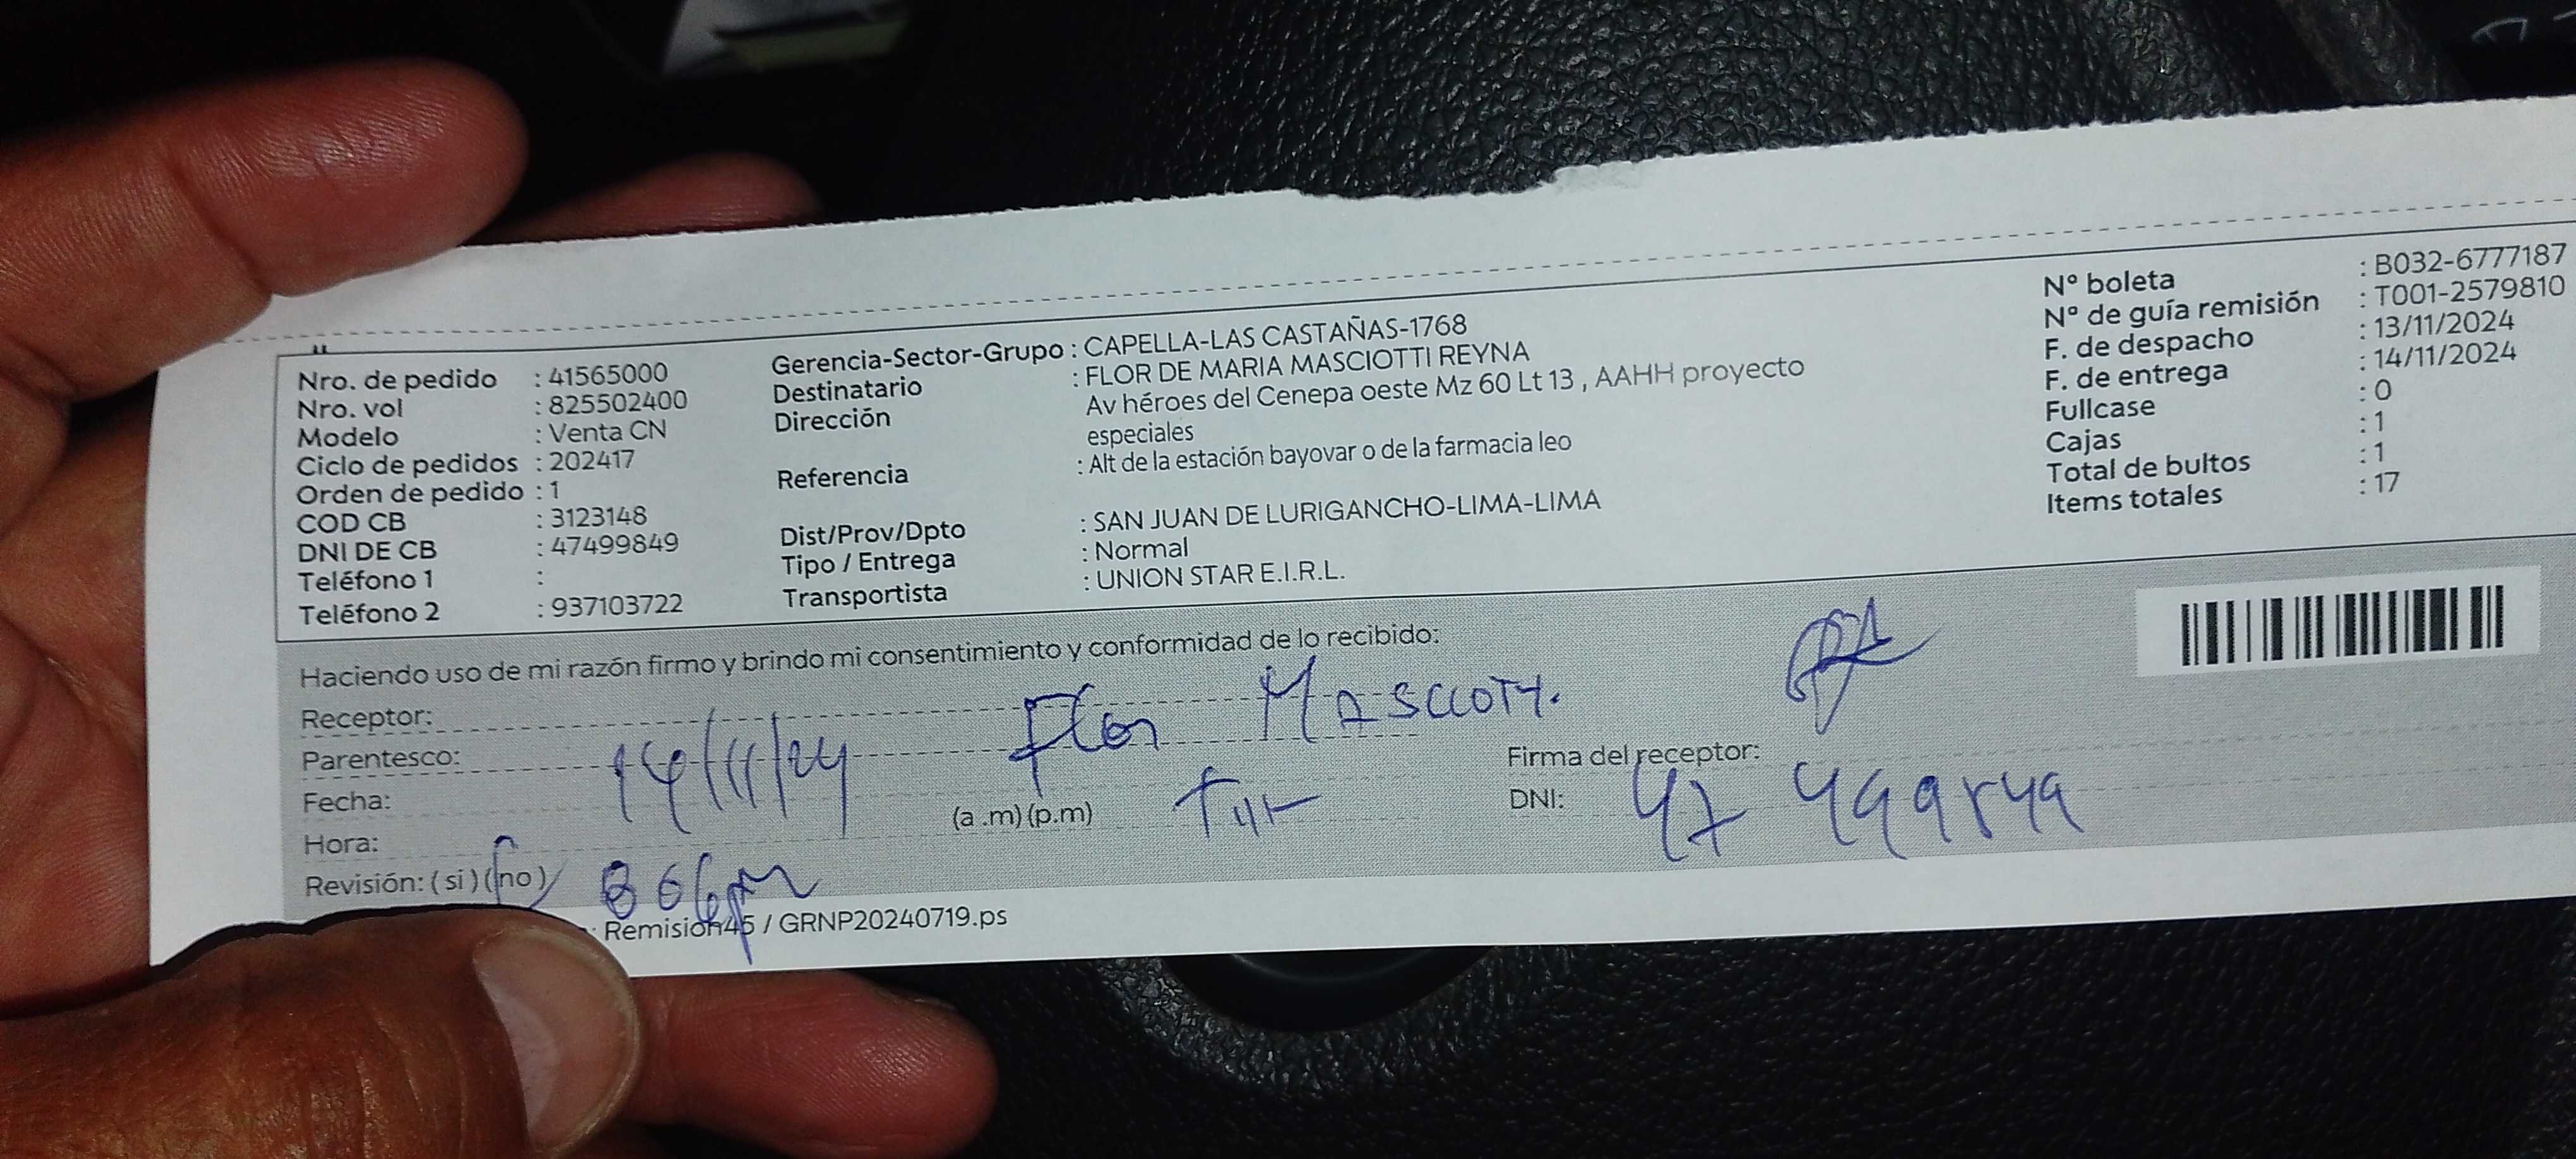 Nro. de pedido : 41565000
Nro. vol : 825502400
Modelo : Venta CN
Ciclo de pedidos : 202417
Orden de pedido : 1
COD CB : 3123148
DNI DE CB : 47499849
Teléfono 1 :
Teléfono 2 : 937103722
Gerencia-Sector-Grupo : CAPELLA-LAS CASTAÑAS-1768
Destinatario : FLOR DE MARIA MASCIOTTI REYNA
Dirección Av héroes del Cenepa oeste Mz 60 Lt 13 , AAHH proyecto
especiales
Referencia : Alt de la estación bayovar o de la farmacia leo
Dist/Prov/Dpto : SAN JUAN DE LURIGANCHO-LIMA-LIMA
Tipo / Entrega : Normal
Transportista : UNION STAR E.I.R.L.
N° boleta : B032-6777187
N° de guía remisión : T001-2579810
F. de despacho : 13/11/2024
F. de entrega : 14/11/2024
Fullcase : 0
Cajas : 1
Total de bultos : 1
Items totales : 17
Haciendo uso de mi razón firmo y brindo mi consentimiento y conformidad de lo recibido:
Receptor: Flor Masccoty.
Parentesco:
Fecha: 14/11/24
Hora: (a .m) (p.m)
Revisión: ( si ) ( no )
Firma del receptor:
DNI: 47
Remision45 / GRNP20240719.ps